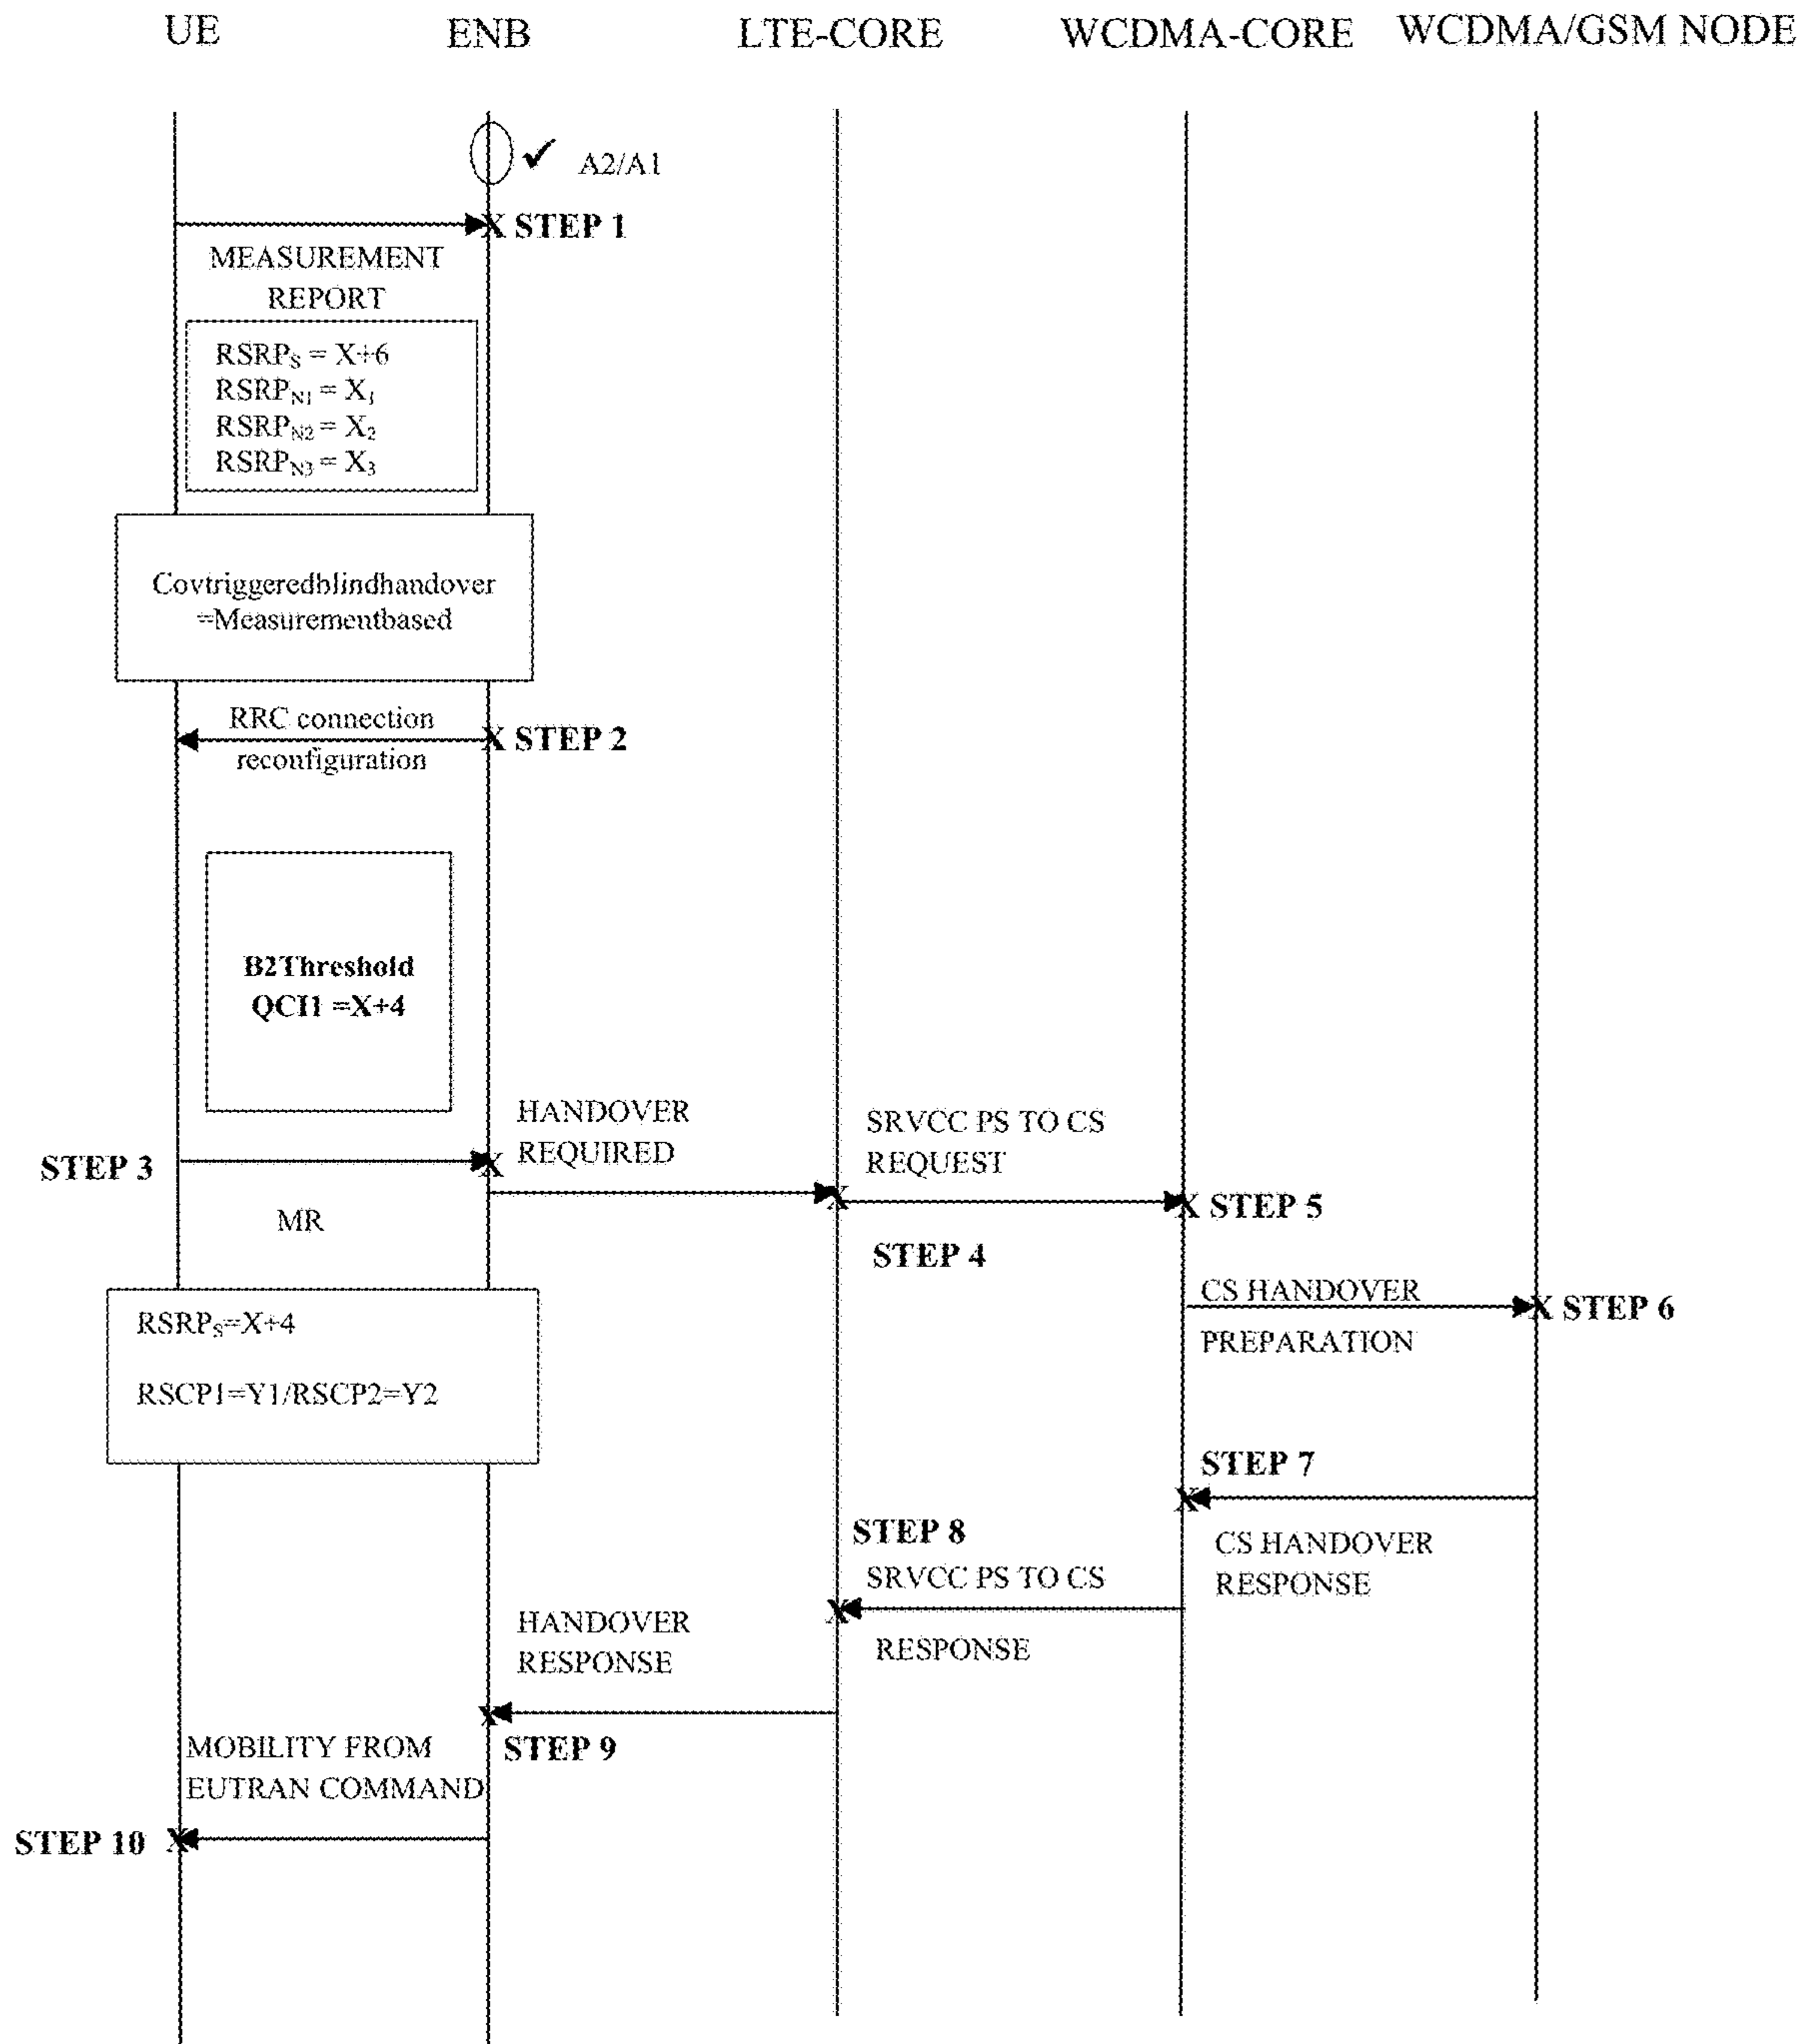 UE ENB LTE-CORE WCDMA-CORE WCDMA/GSM NODE
✓ A2/A1
X STEP 1
MEASUREMENT
REPORT
RSRPS = X+6
RSRPN1 = X1
RSRPN2 = X2
RSRPN3 = X3
Covtriggeredblindhandover
=Measurementbased
RRC connection
reconfiguration
X STEP 2
B2Threshold
QCI1 =X+4
STEP 3
X
MR
HANDOVER
REQUIRED
X
SRVCC PS TO CS
REQUEST
STEP 4
X STEP 5
CS HANDOVER
PREPARATION
X STEP 6
RSRPS=X+4
RSCP1=Y1/RSCP2=Y2
STEP 7
X
CS HANDOVER
RESPONSE
STEP 8
SRVCC PS TO CS
X
RESPONSE
HANDOVER
RESPONSE
X
STEP 9
MOBILITY FROM
EUTRAN COMMAND
STEP 10 X